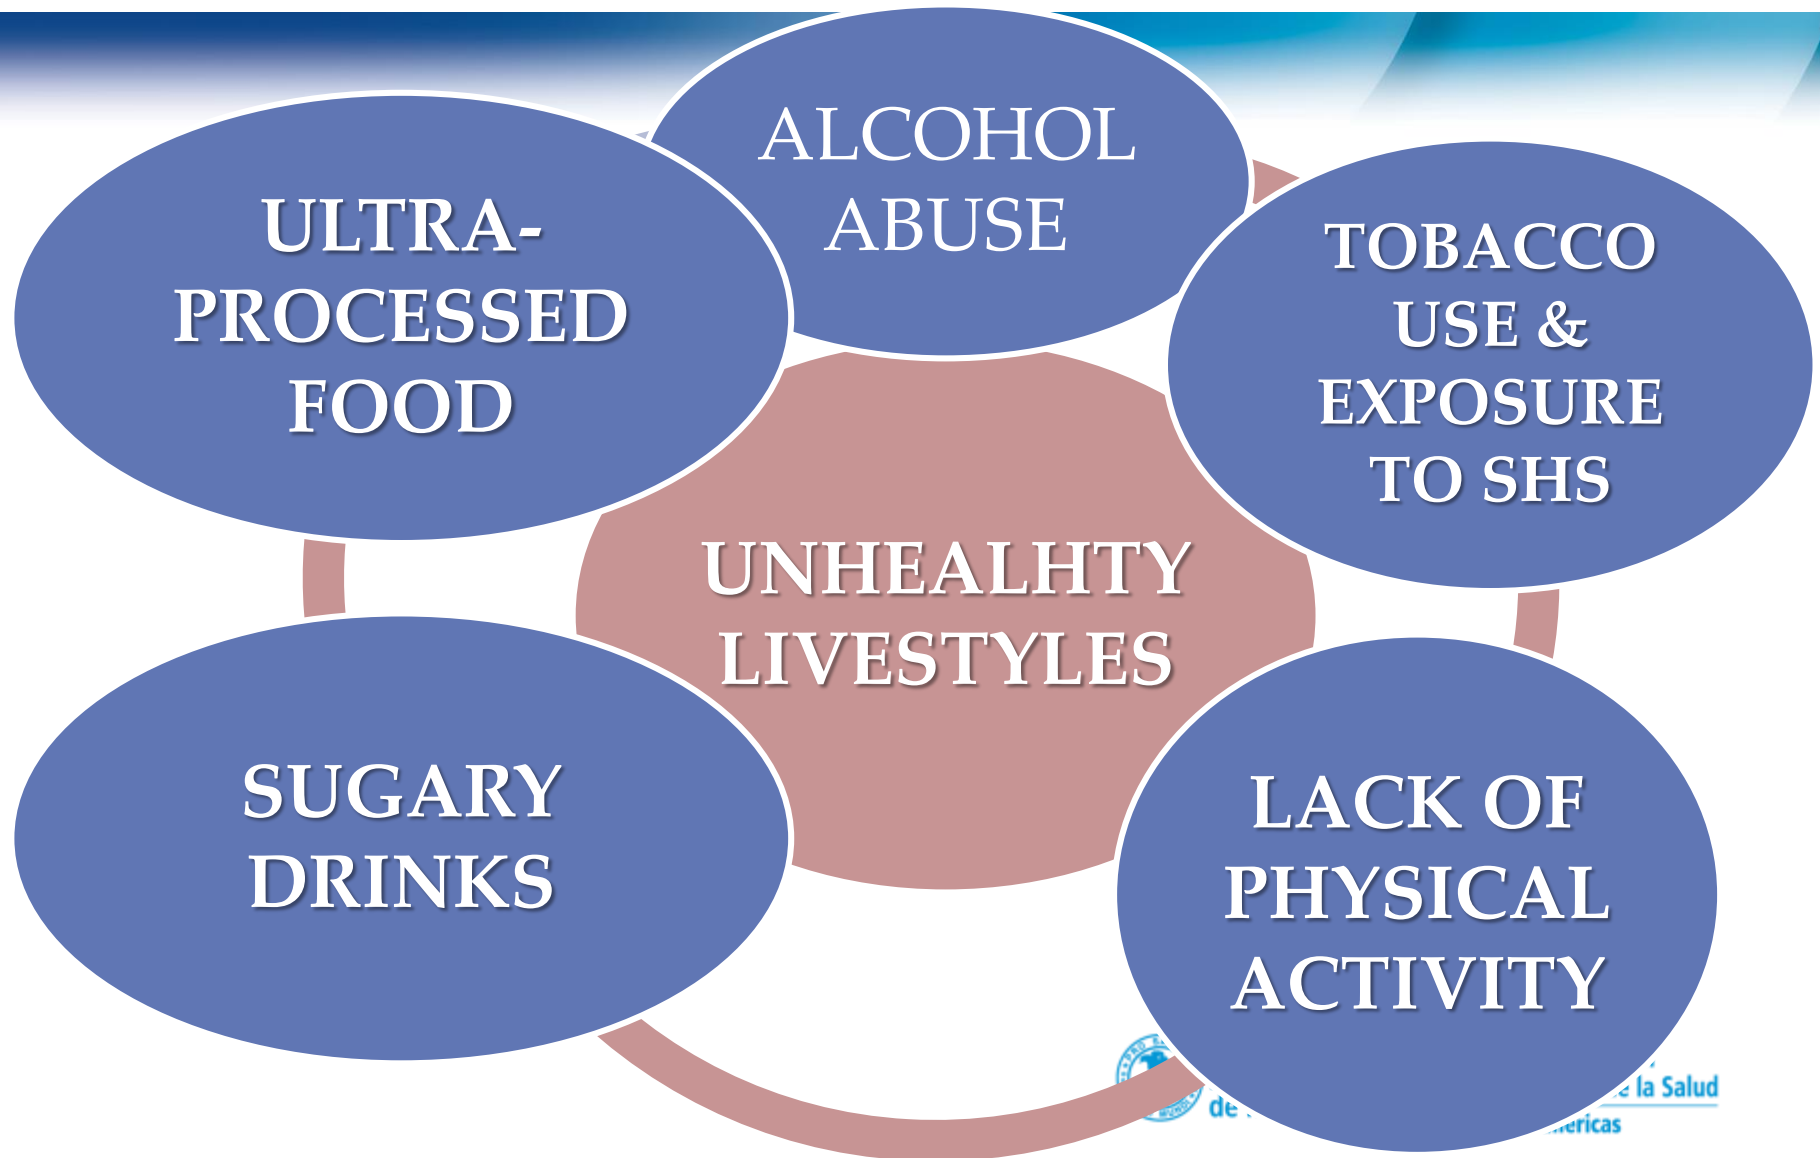 ALCOHOL
ABUSE
ULTRA-
PROCESSED
FOOD
TOBACCO
USE &
EXPOSURE
TO SHS
UNHEALHTY
LIVESTYLES
SUGARY
DRINKS
LACK OF
PHYSICAL
ACTIVITY
la Salud
de